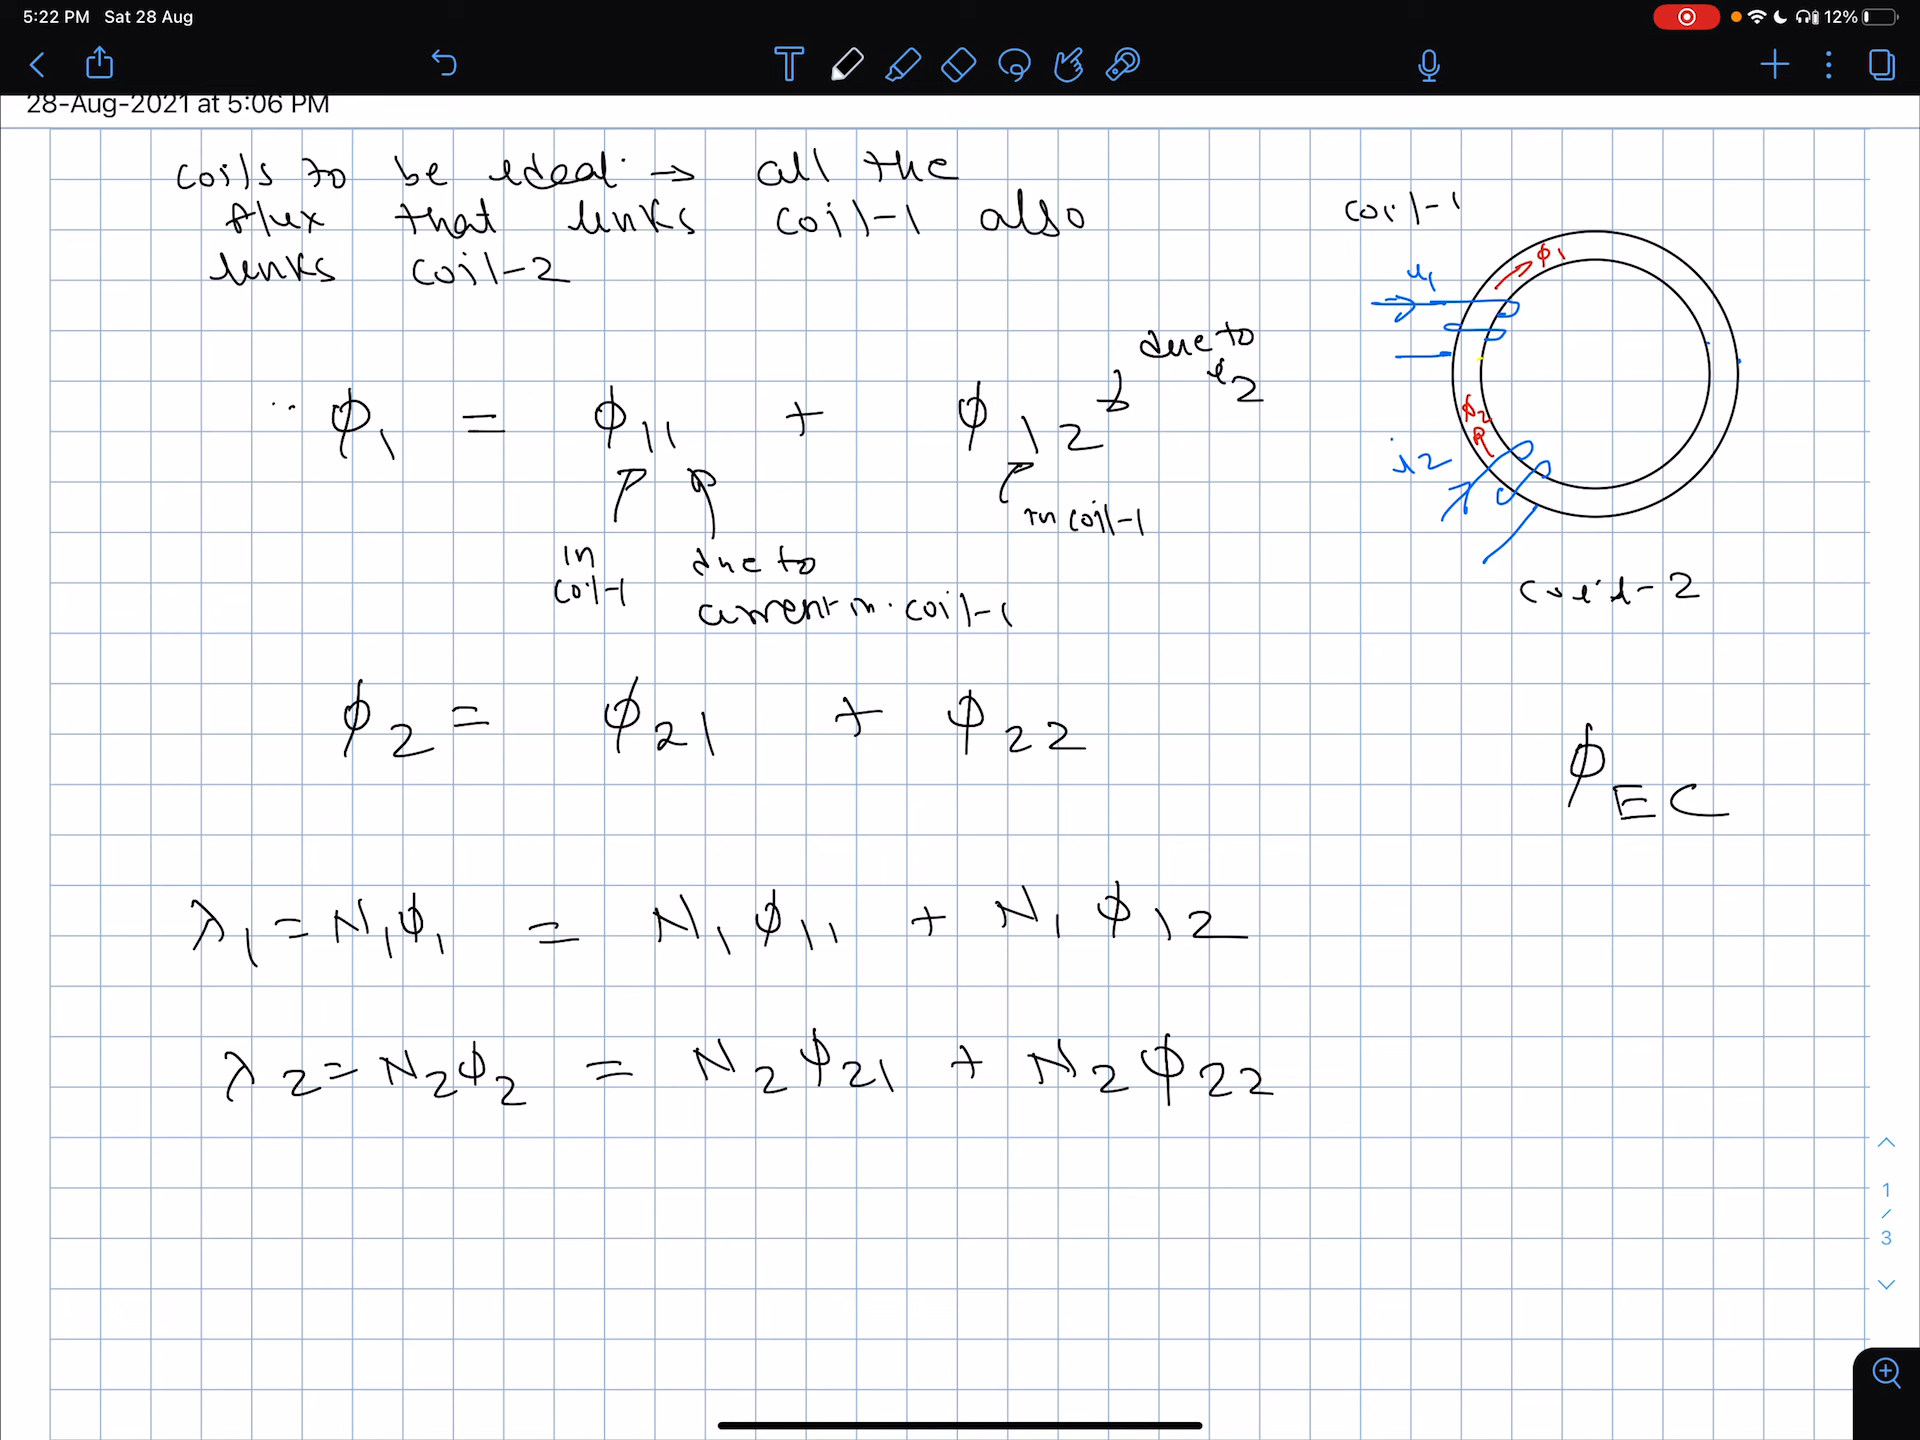 5:22 PM Sat 28 Aug
12%
28-Aug-2021 at 5:06 PM
coils to be ideal → all the
flux that links coil-1 also
links coil-2
coil-1
i1
ϕ1
due to
i2
ϕ1 = ϕ11 + ϕ12
ϕ2
i2
in coil-1
in due to
coil-1 current in coil-1
coil-2
ϕ2 = ϕ21 + ϕ22
ϕEC
λ1 = N1ϕ1 = N1ϕ11 + N1ϕ12
λ2 = N2ϕ2 = N2ϕ21 + N2ϕ22
1
/
3